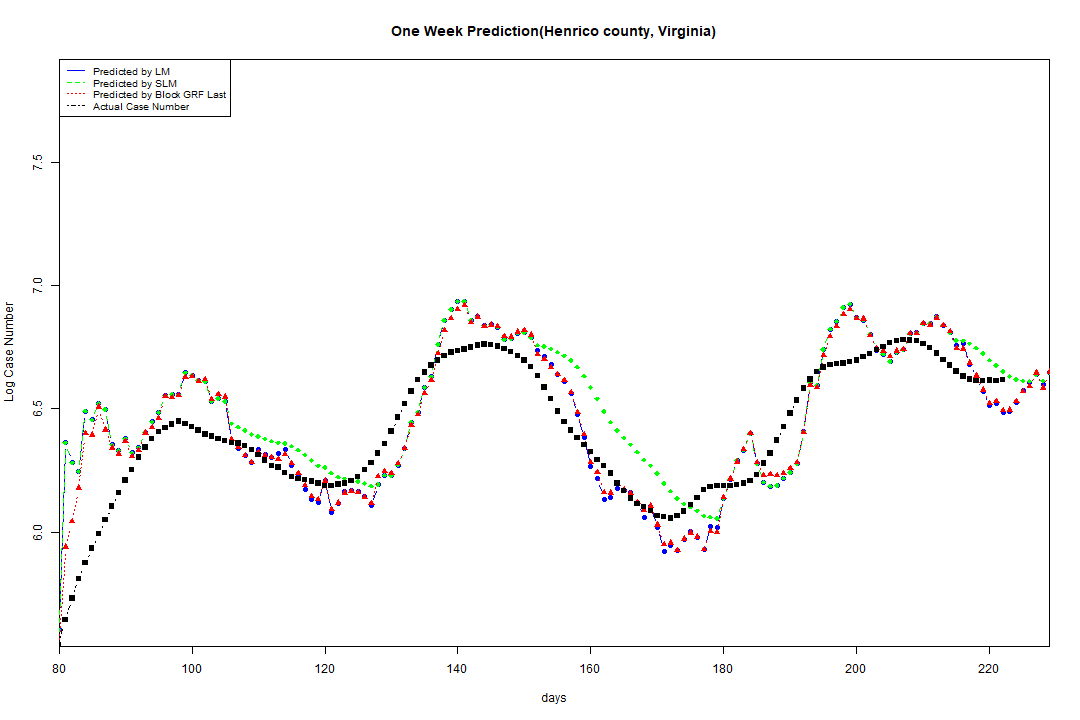 One Week Prediction(Henrico county, Virginia)
Predicted by LM
Predicted by SLM
Predicted by Block GRF Last
Actual Case Number
7.5
7.0
6.5
6.0
Log Case Number
80 100 120 140 160 180 200 220
days